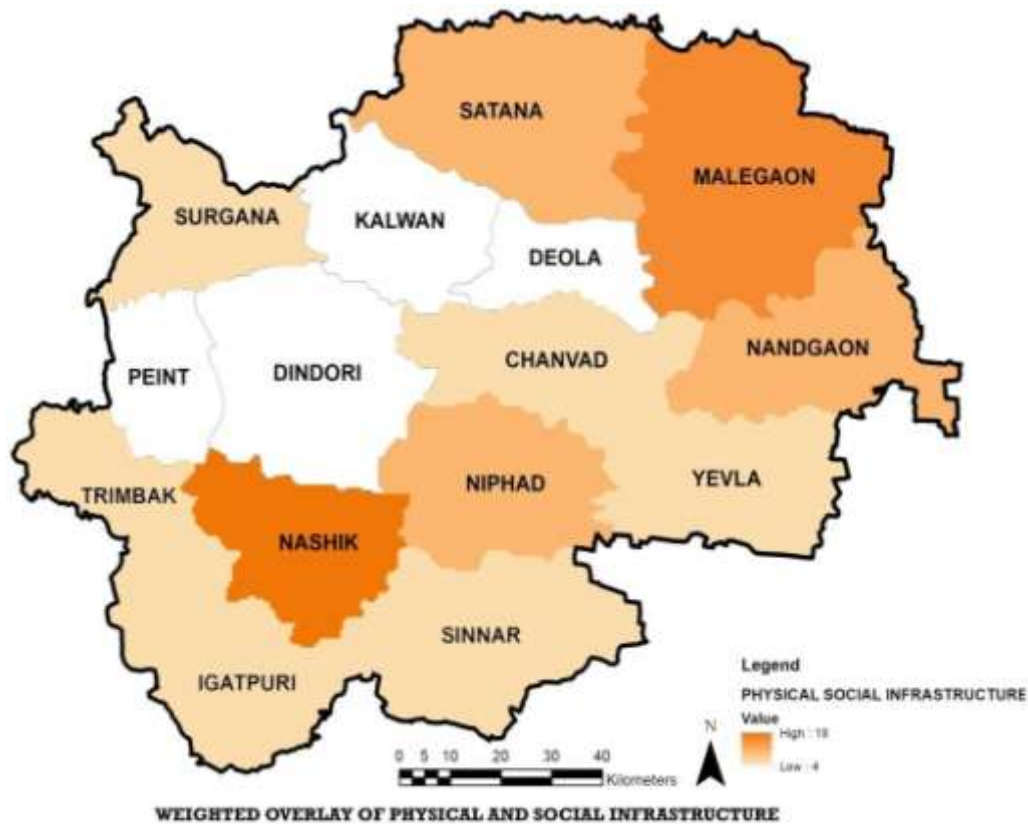 SATANA
MALEGAON
SURGANA
KALWAN
DEOLA
NANDGAON
CHANVAD
PEINT
DINDORI
YEVLA
NIPHAD
TRIMBAK
NASHIK
SINNAR
IGATPURI
Legend
PHYSICAL SOCIAL INFRASTRUCTURE
Value
High : 18
Low : 4
N
0 5 10 20 30 40
Kilometers
WEIGHTED OVERLAY OF PHYSICAL AND SOCIAL INFRASTRUCTURE